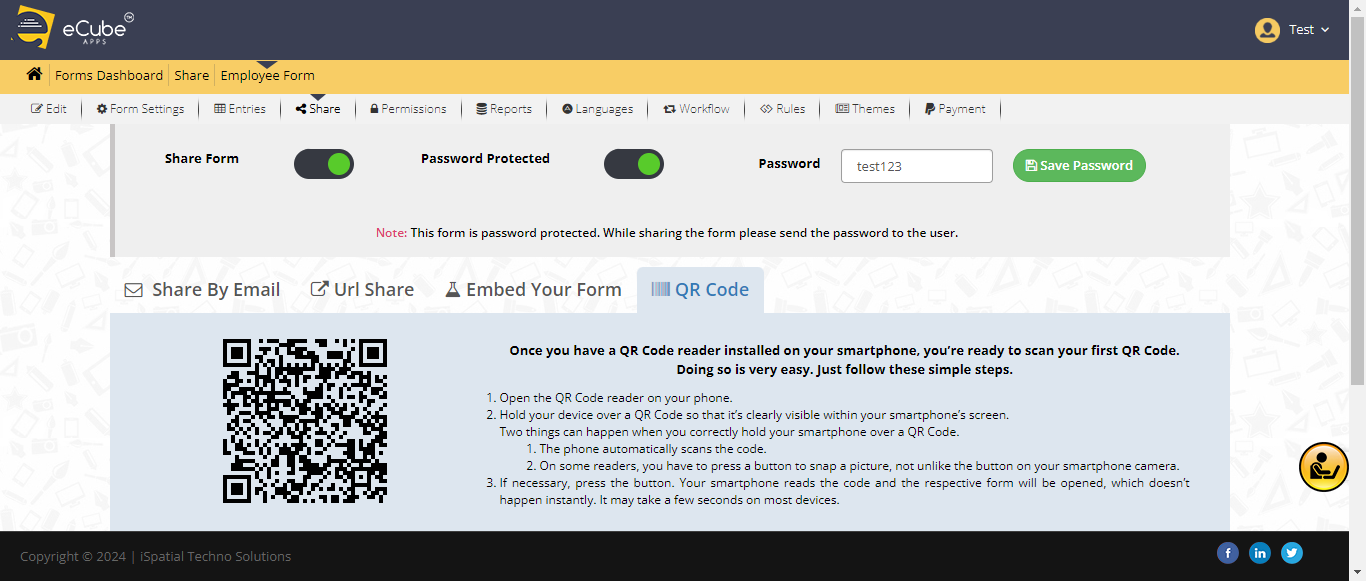 eCube TM
APPS
Test
Forms Dashboard Share Employee Form
Edit Form Settings Entries Share Permissions Reports Languages Workflow Rules Themes Payment
Share Form Password Protected Password test123 Save Password
Note: This form is password protected. While sharing the form please send the password to the user.
Share By Email Url Share Embed Your Form QR Code
Once you have a QR Code reader installed on your smartphone, you’re ready to scan your first QR Code.
Doing so is very easy. Just follow these simple steps.
1. Open the QR Code reader on your phone.
2. Hold your device over a QR Code so that it’s clearly visible within your smartphone’s screen.
Two things can happen when you correctly hold your smartphone over a QR Code.
1. The phone automatically scans the code.
2. On some readers, you have to press a button to snap a picture, not unlike the button on your smartphone camera.
3. If necessary, press the button. Your smartphone reads the code and the respective form will be opened, which doesn’t
happen instantly. It may take a few seconds on most devices.
Copyright © 2024 | iSpatial Techno Solutions